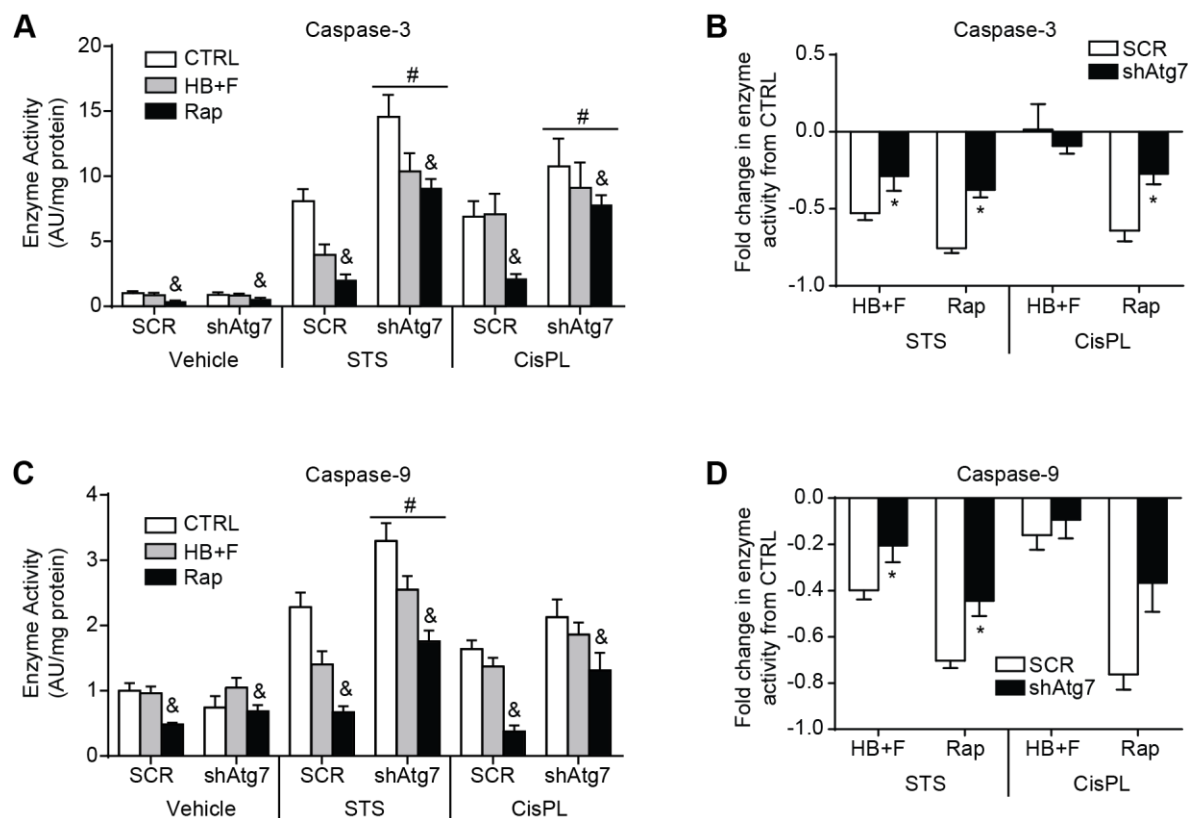 A
Caspase-3
Enzyme Activity
(AU/mg protein)
20
15
10
5
0
CTRL
HB+F
Rap
#
#
& & & & & &
SCR shAtg7 SCR shAtg7 SCR shAtg7
Vehicle STS CisPL
B
Caspase-3
Fold change in enzyme
activity from CTRL
0.5
0.0
-0.5
-1.0
SCR
shAtg7
* * *
HB+F Rap HB+F Rap
STS CisPL
C
Caspase-9
Enzyme Activity
(AU/mg protein)
4
3
2
1
0
CTRL
HB+F
Rap
#
& & & & & &
SCR shAtg7 SCR shAtg7 SCR shAtg7
Vehicle STS CisPL
D
Caspase-9
Fold change in enzyme
activity from CTRL
0.0
-0.2
-0.4
-0.6
-0.8
-1.0
* *
SCR
shAtg7
HB+F Rap HB+F Rap
STS CisPL